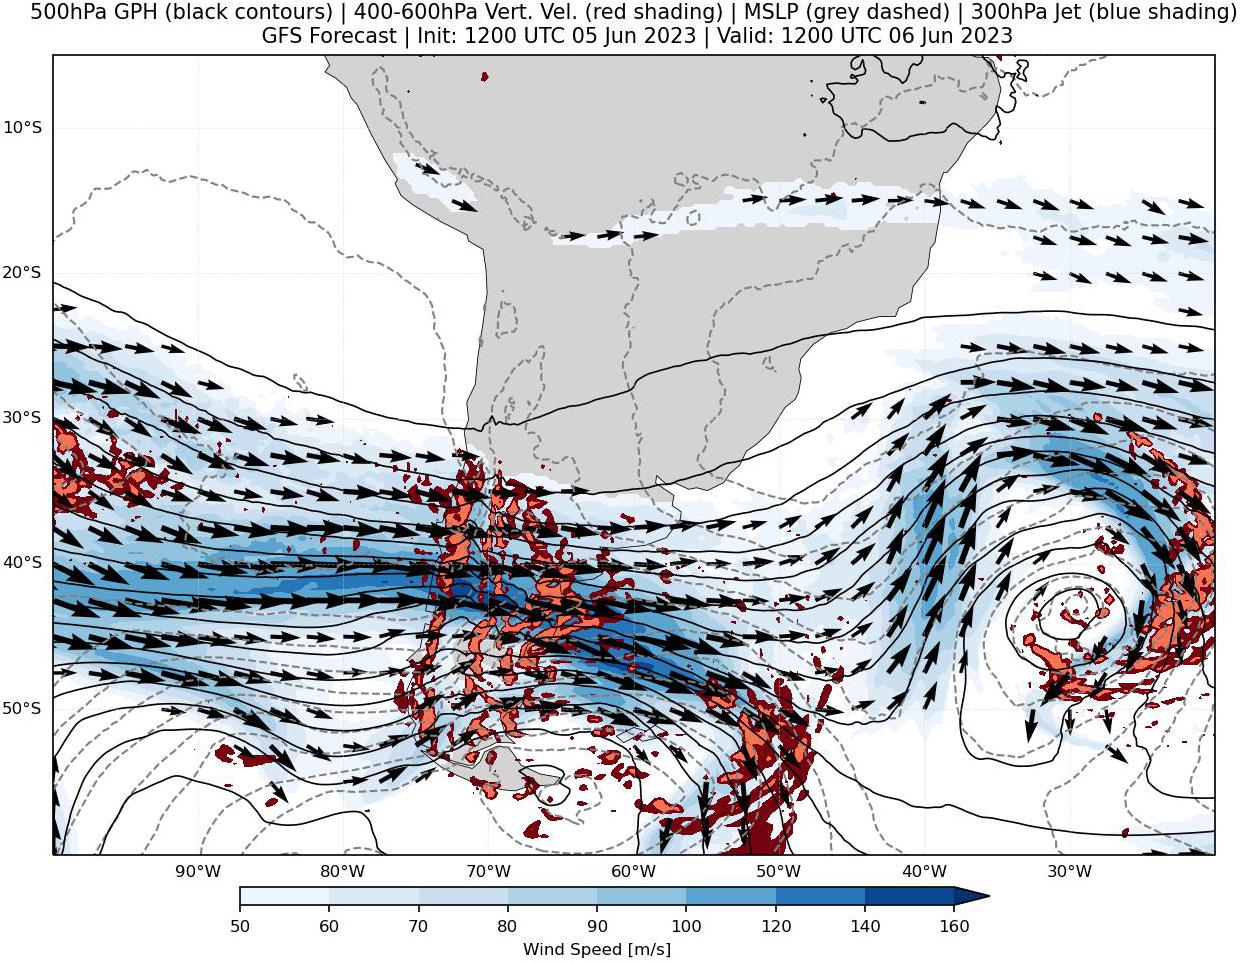 500hPa GPH (black contours) | 400-600hPa Vert. Vel. (red shading) | MSLP (grey dashed) | 300hPa Jet (blue shading)
GFS Forecast | Init: 1200 UTC 05 Jun 2023 | Valid: 1200 UTC 06 Jun 2023
10°S
20°S
30°S
40°S
50°S
90°W 80°W 70°W 60°W 50°W 40°W 30°W
50 60 70 80 90 100 120 140 160
Wind Speed [m/s]